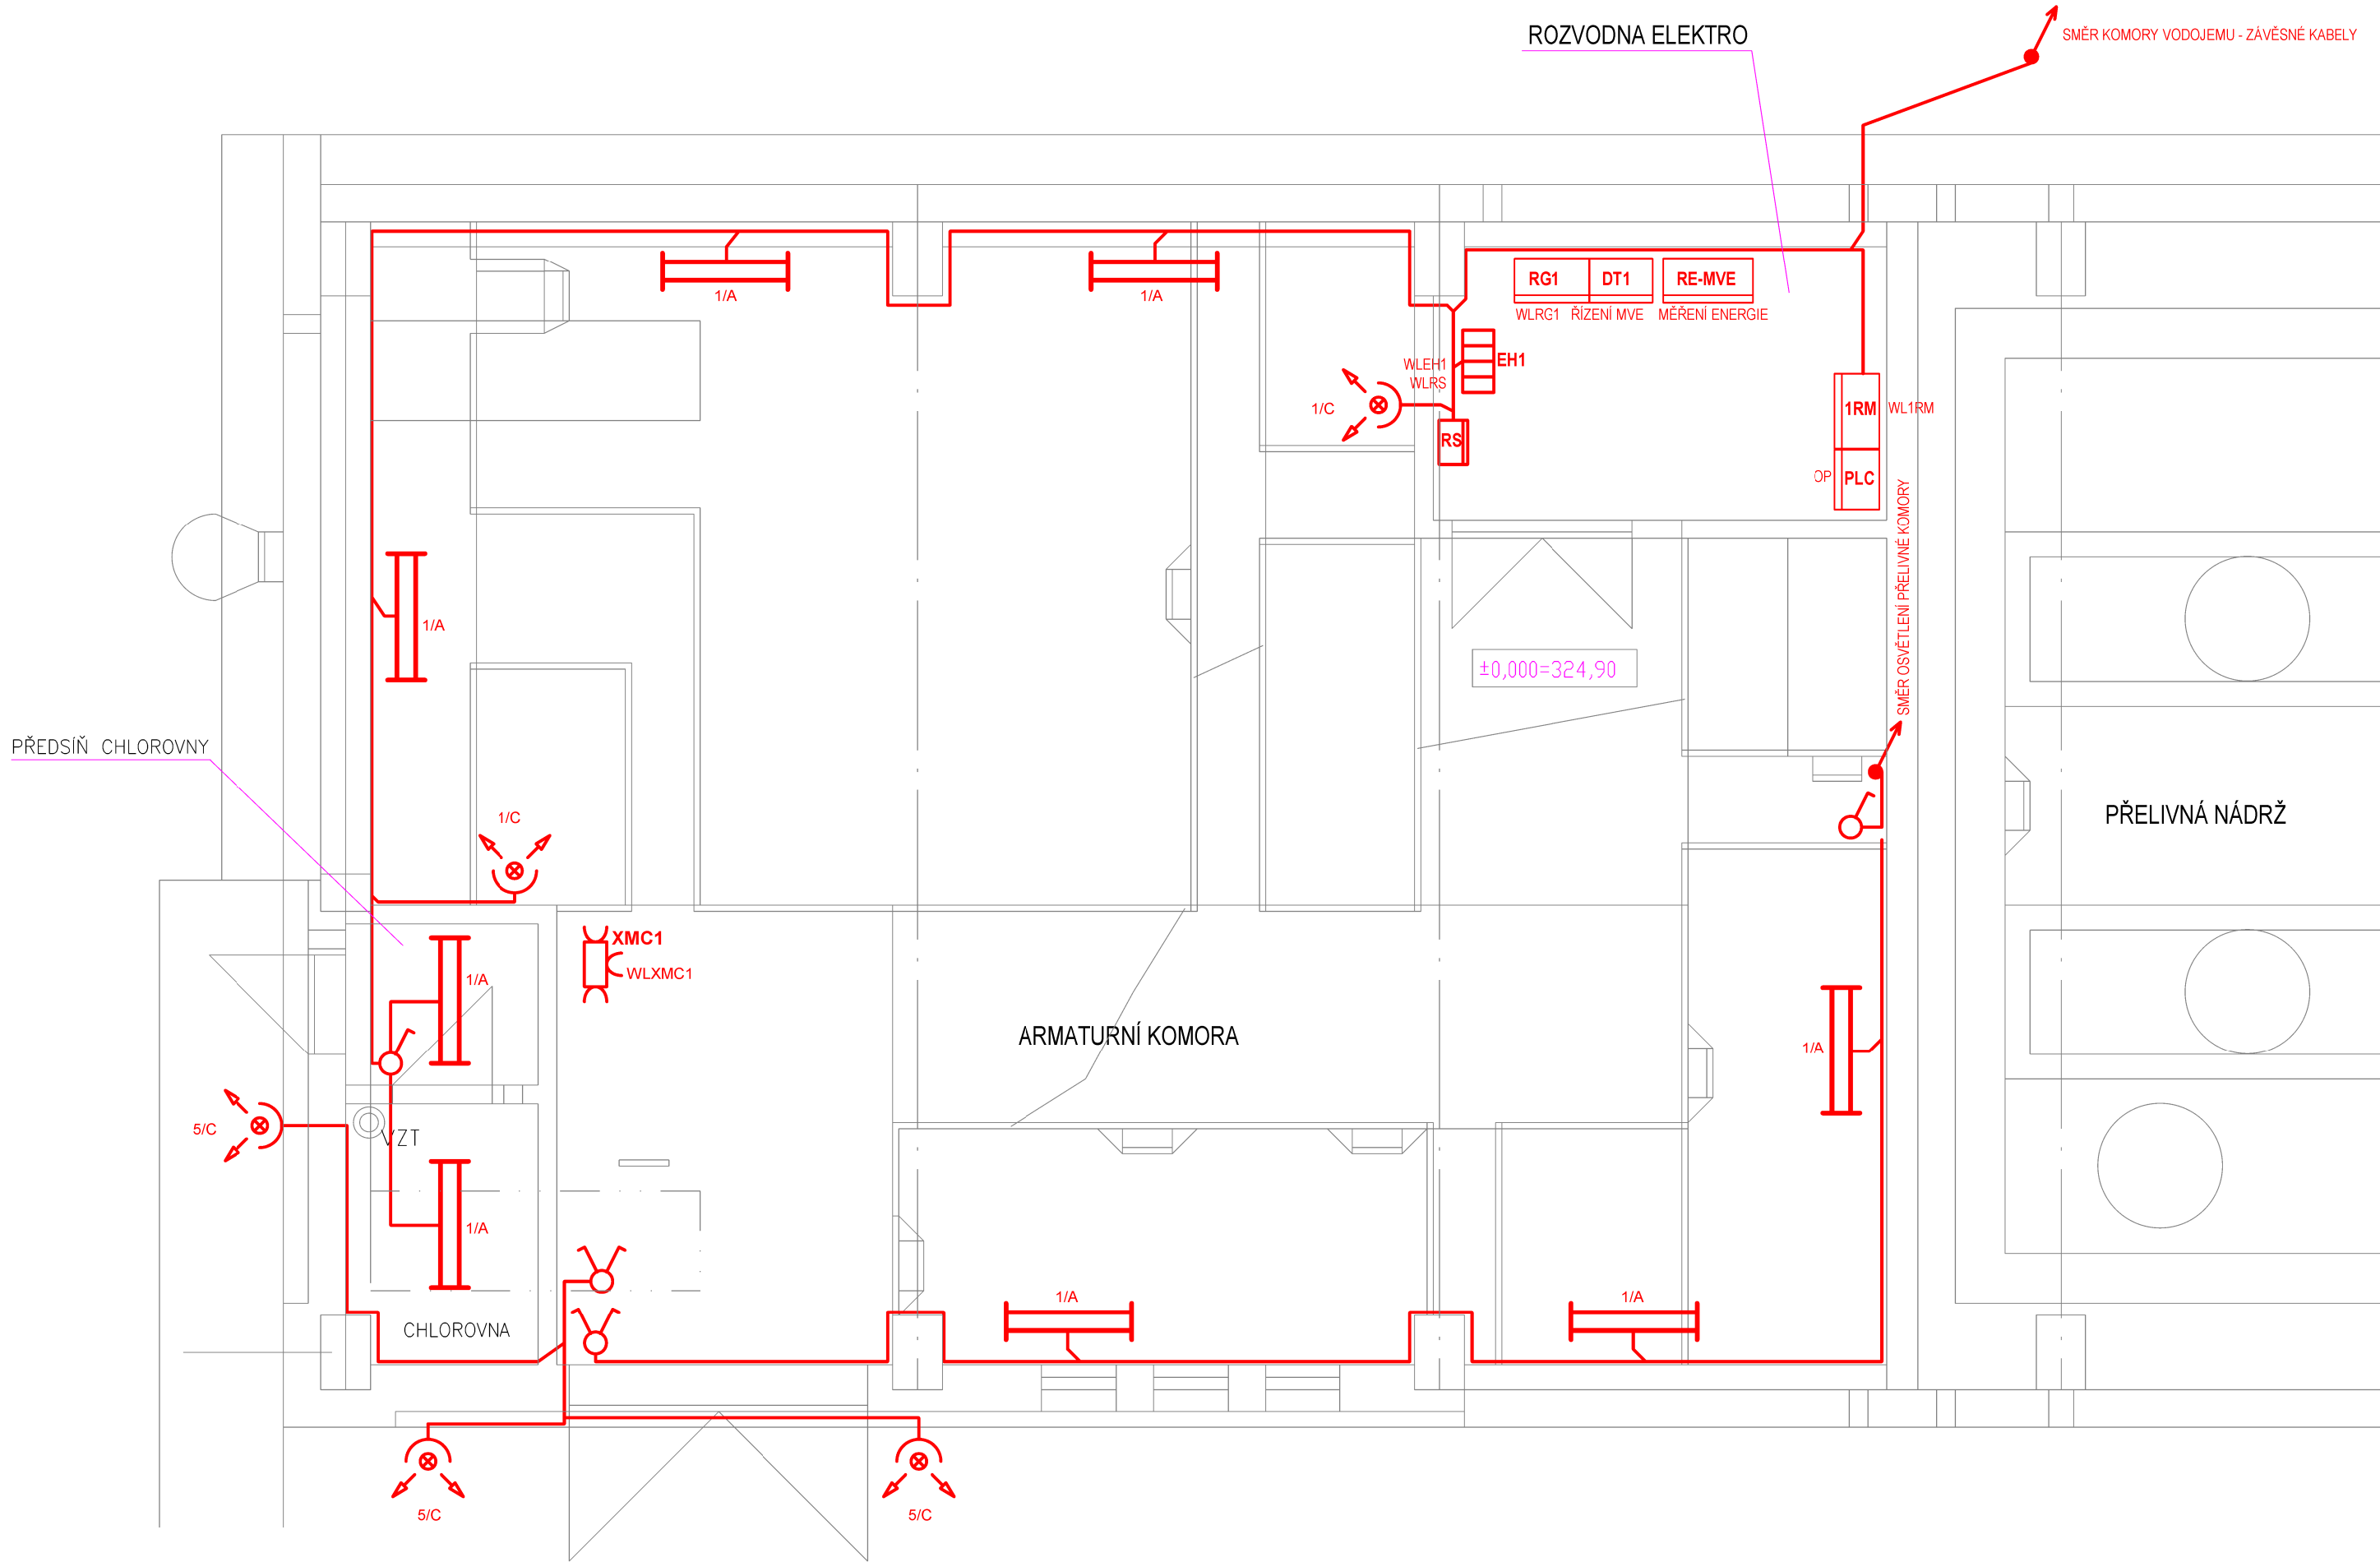 ROZVODNA ELEKTRO
SMĚR KOMORY VODOJEMU - ZÁVĚSNÉ KABELY
RG1
DT1
RE-MVE
1/A
1/A
WLRG1
ŘÍZENÍ MVE
MĚŘENÍ ENERGIE
WLEH1
EH1
WLRS
1/C
1RM
WL1RM
RS
OP
PLC
SMĚR OSVĚTLENÍ PŘELIVNÉ KOMORY
1/A
±0,000=324,90
PŘEDSÍŇ CHLOROVNY
1/C
PŘELIVNÁ NÁDRŽ
XMC1
WLXMC1
1/A
ARMATURNÍ KOMORA
1/A
5/C
VZT
1/A
1/A
1/A
CHLOROVNA
5/C
5/C